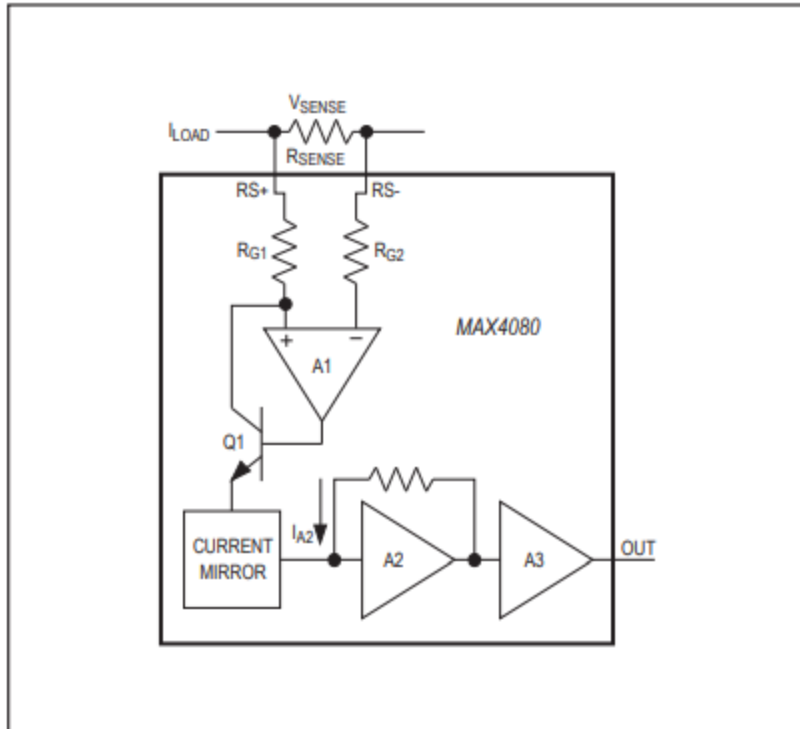 VSENSE
ILOAD
RSENSE
RS+
RS-
RG1
RG2
MAX4080
+
−
A1
Q1
IA2
CURRENT
MIRROR
A2
A3
OUT